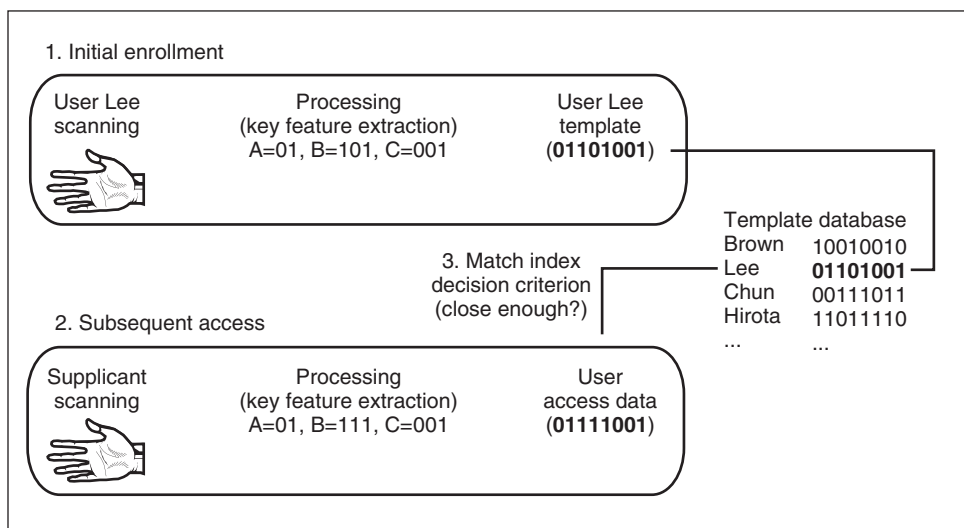 1. Initial enrollment
User Lee
scanning
Processing
(key feature extraction)
A=01, B=101, C=001
User Lee
template
(01101001)
Template database
Brown 10010010
Lee 01101001
Chun 00111011
Hirota 11011110
... ...
3. Match index
decision criterion
(close enough?)
2. Subsequent access
Supplicant
scanning
Processing
(key feature extraction)
A=01, B=111, C=001
User
access data
(01111001)